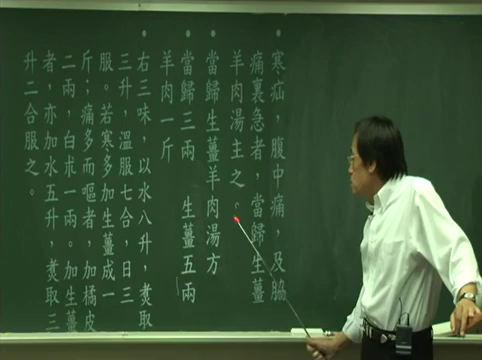 寒疝，腹中痛，及脇
痛裏急者，當歸生薑
羊肉湯主之。
當歸生薑羊肉湯方
當歸三兩　生薑五兩
羊肉一斤
右三味，以水八升，煑取
三升，溫服七合，日三
服。若寒多加生薑成一
斤；痛多而嘔者，加橘皮
二兩，白朮一兩。加生薑
者，亦加水五升，煑取三
升二合服之。